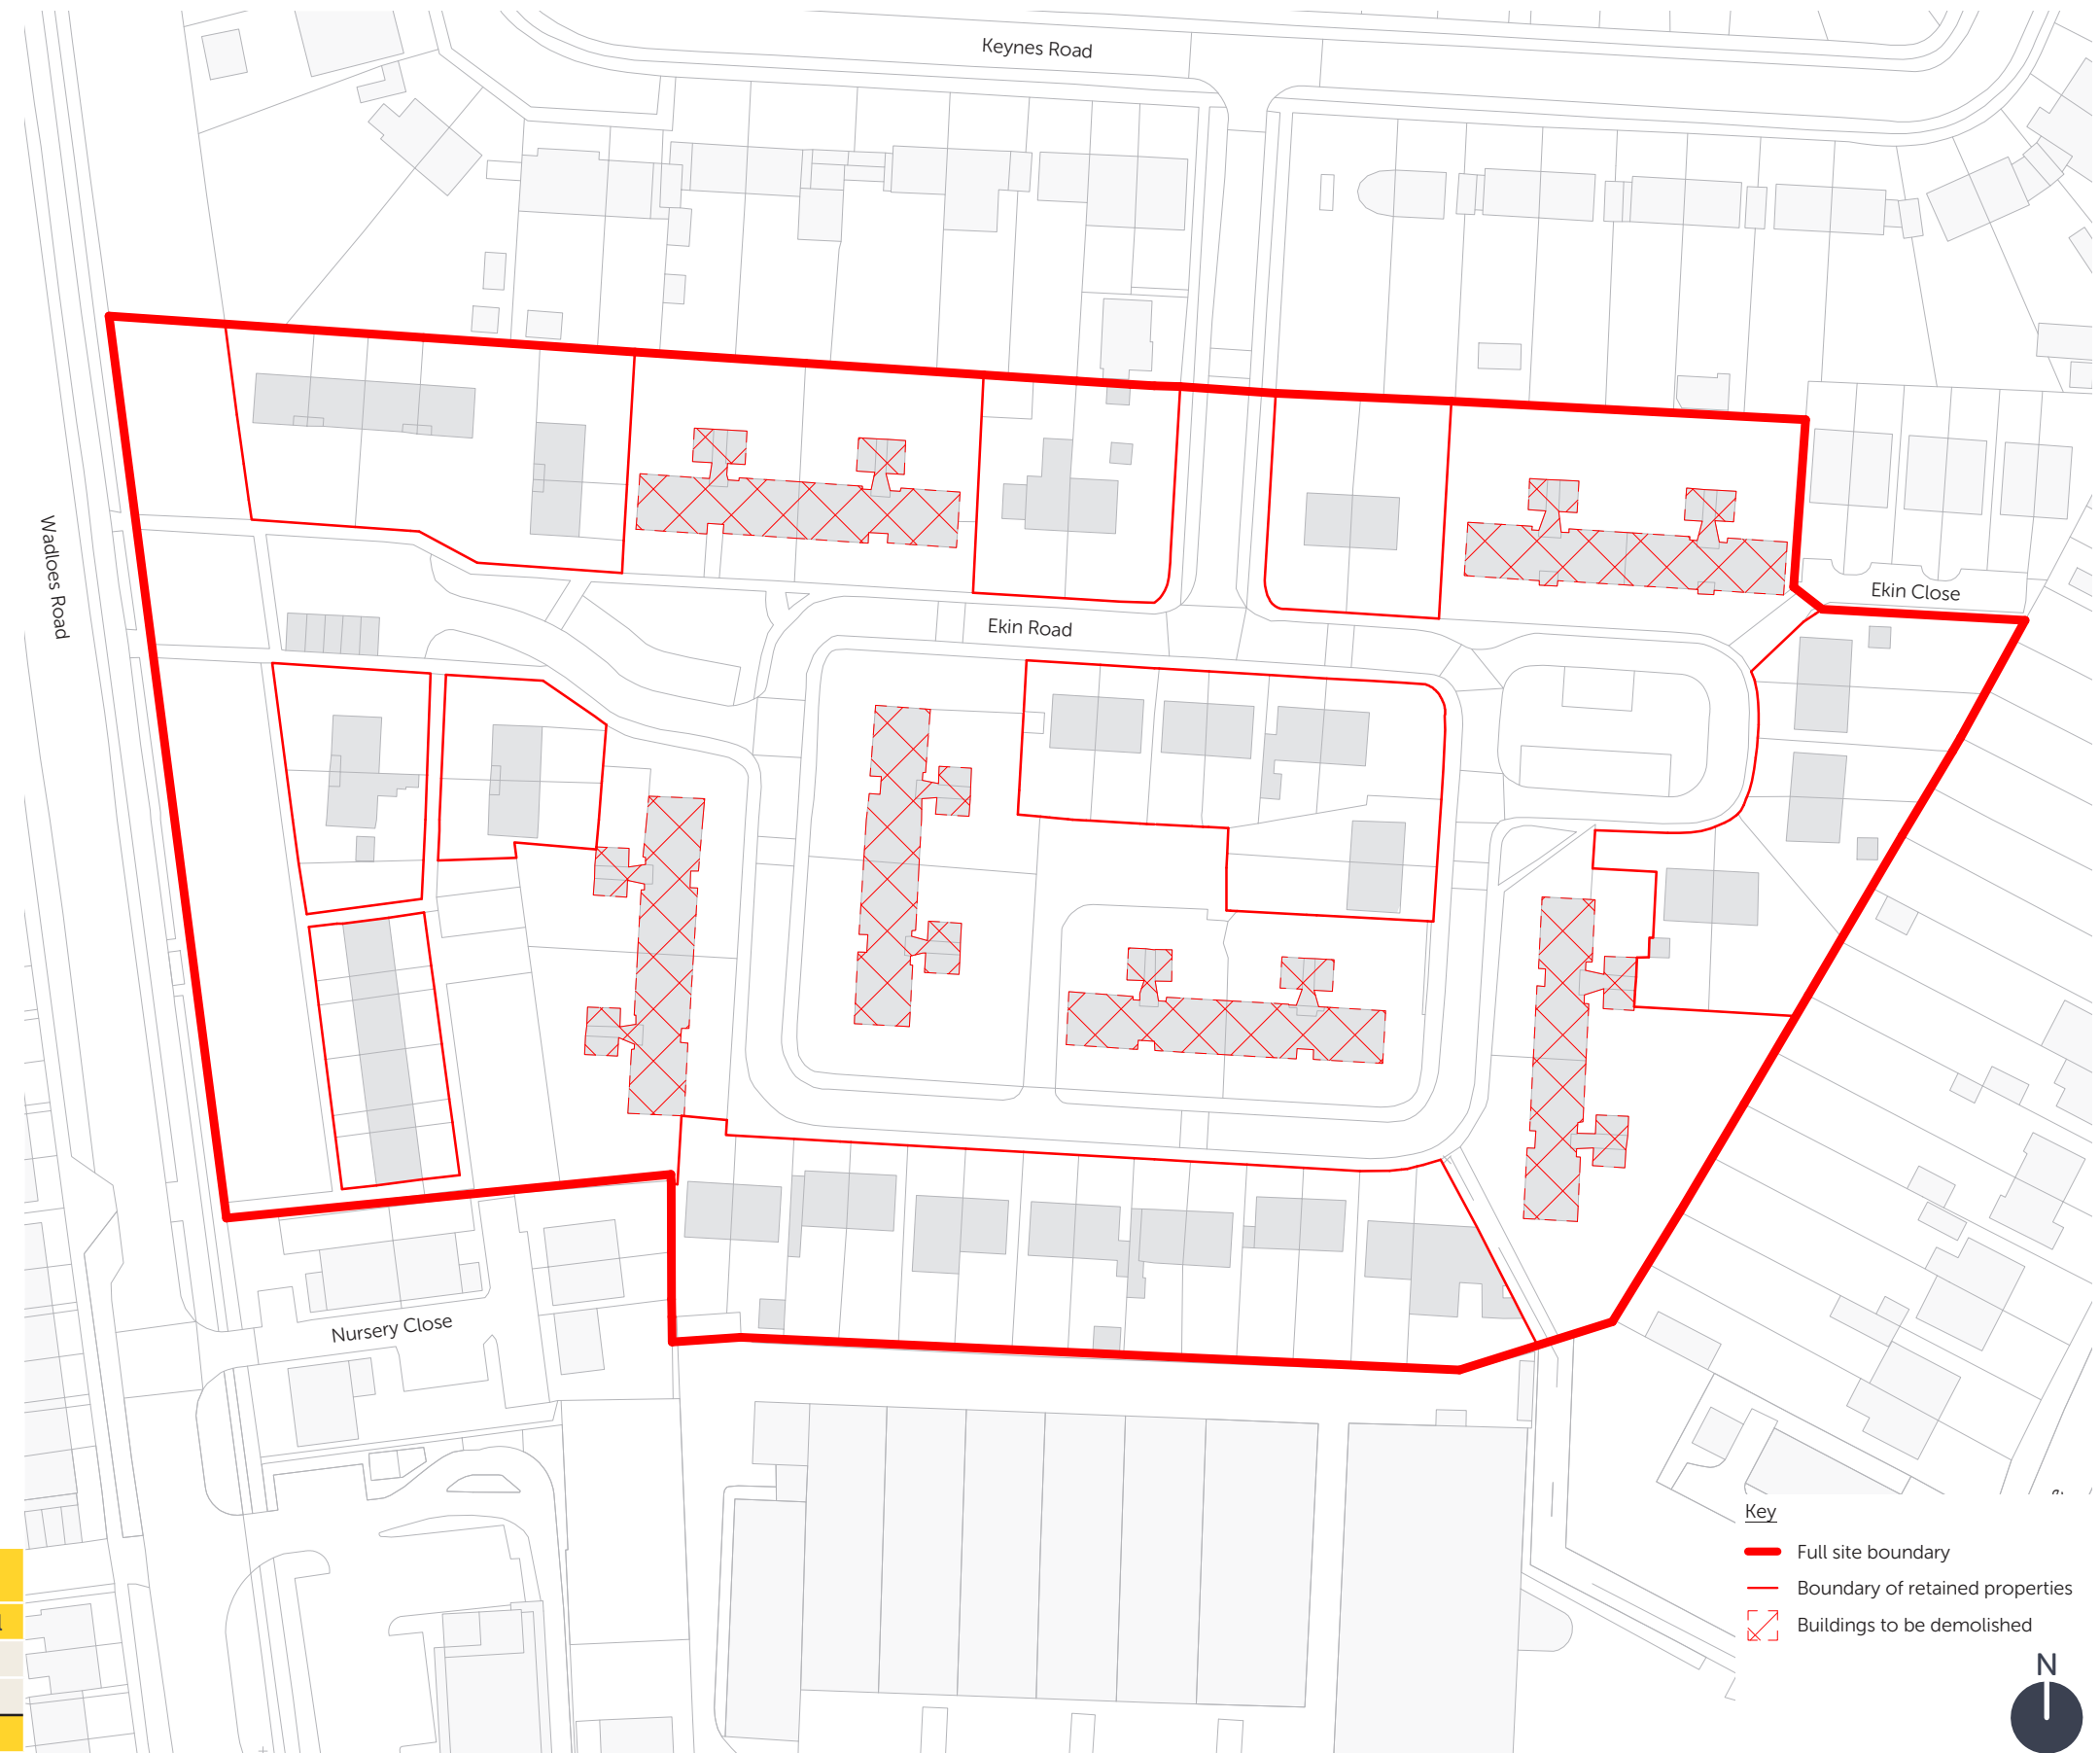 Keynes Road
Wadloes Road
Ekin Close
Ekin Road
Nursery Close
Key
Full site boundary
Boundary of retained properties
Buildings to be demolished
N